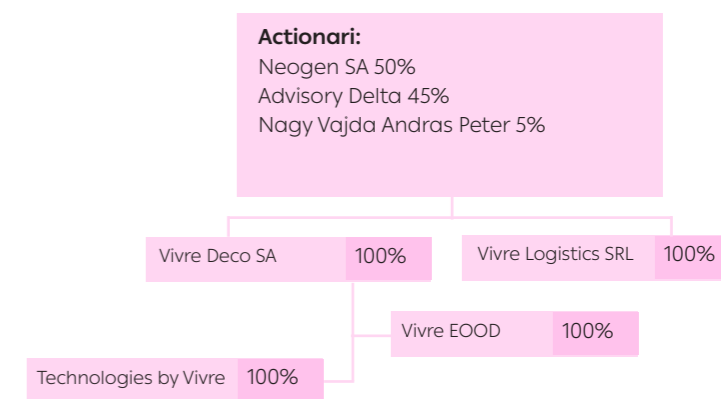 Actionari:
Neogen SA 50%
Advisory Delta 45%
Nagy Vajda Andras Peter 5%
Vivre Deco SA 100%
Vivre Logistics SRL 100%
Vivre EOOD 100%
Technologies by Vivre 100%